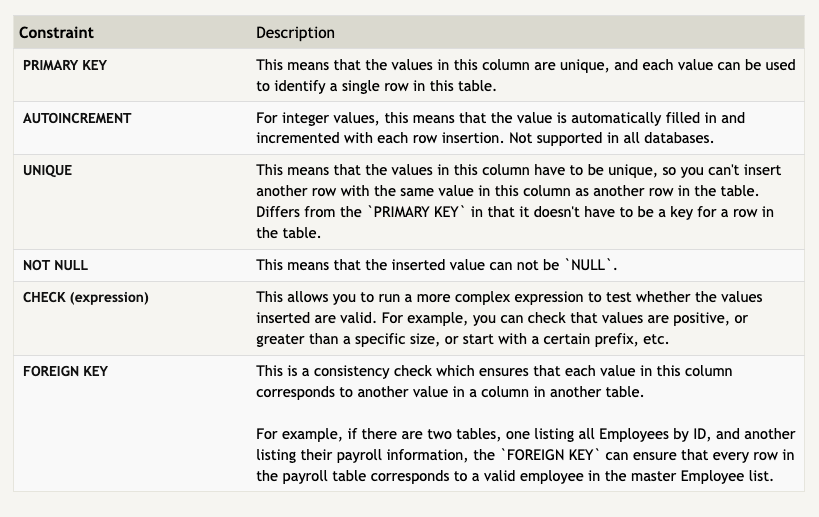 Constraint Description
PRIMARY KEY This means that the values in this column are unique, and each value can be used
to identify a single row in this table.
AUTOINCREMENT For integer values, this means that the value is automatically filled in and
incremented with each row insertion. Not supported in all databases.
UNIQUE This means that the values in this column have to be unique, so you can't insert
another row with the same value in this column as another row in the table.
Differs from the `PRIMARY KEY` in that it doesn't have to be a key for a row in
the table.
NOT NULL This means that the inserted value can not be `NULL`.
CHECK (expression) This allows you to run a more complex expression to test whether the values
inserted are valid. For example, you can check that values are positive, or
greater than a specific size, or start with a certain prefix, etc.
FOREIGN KEY This is a consistency check which ensures that each value in this column
corresponds to another value in a column in another table.
For example, if there are two tables, one listing all Employees by ID, and another
listing their payroll information, the `FOREIGN KEY` can ensure that every row in
the payroll table corresponds to a valid employee in the master Employee list.